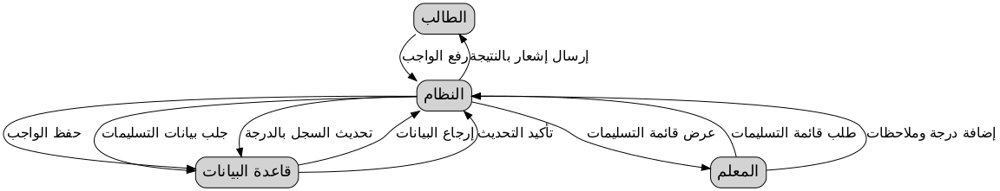 الطالب
رفع الواجب
إرسال إشعار بالنتيجة
النظام
حفظ الواجب
جلب بيانات التسليمات
تحديث السجل بالدرجة
إرجاع البيانات
تأكيد التحديث
عرض قائمة التسليمات
طلب قائمة التسليمات
إضافة درجة وملاحظات
قاعدة البيانات
المعلم